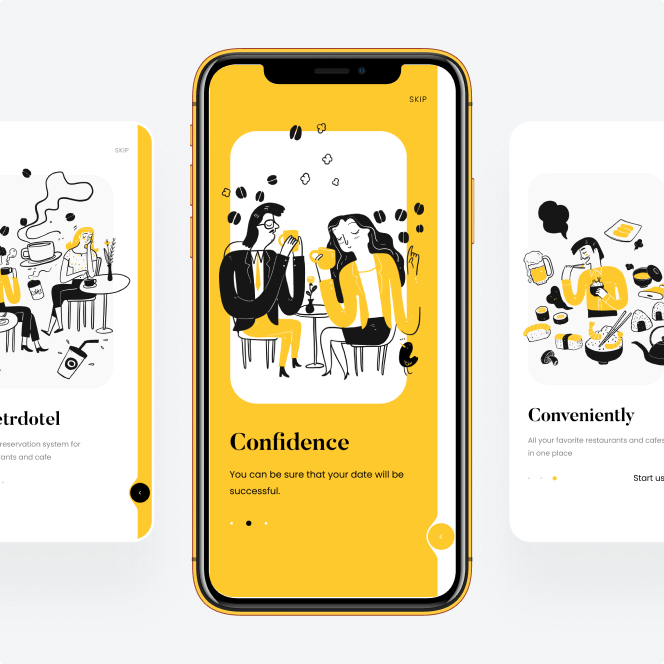 SKIP
etrdotel
reservation system for
rants and cafe
SKIP
Confidence
You can be sure that your date will be
successful.
Conveniently
All your favorite restaurants and cafes
in one place
Start us